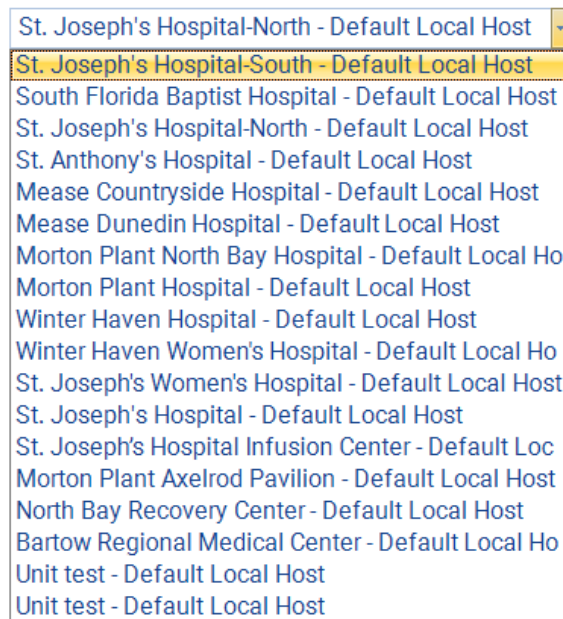 St. Joseph's Hospital-North - Default Local Host
St. Joseph's Hospital-South - Default Local Host
South Florida Baptist Hospital - Default Local Host
St. Joseph's Hospital-North - Default Local Host
St. Anthony's Hospital - Default Local Host
Mease Countryside Hospital - Default Local Host
Mease Dunedin Hospital - Default Local Host
Morton Plant North Bay Hospital - Default Local Ho
Morton Plant Hospital - Default Local Host
Winter Haven Hospital - Default Local Host
Winter Haven Women's Hospital - Default Local Ho
St. Joseph's Women's Hospital - Default Local Host
St. Joseph's Hospital - Default Local Host
St. Joseph’s Hospital Infusion Center - Default Loc
Morton Plant Axelrod Pavilion - Default Local Host
North Bay Recovery Center - Default Local Host
Bartow Regional Medical Center - Default Local Ho
Unit test - Default Local Host
Unit test - Default Local Host